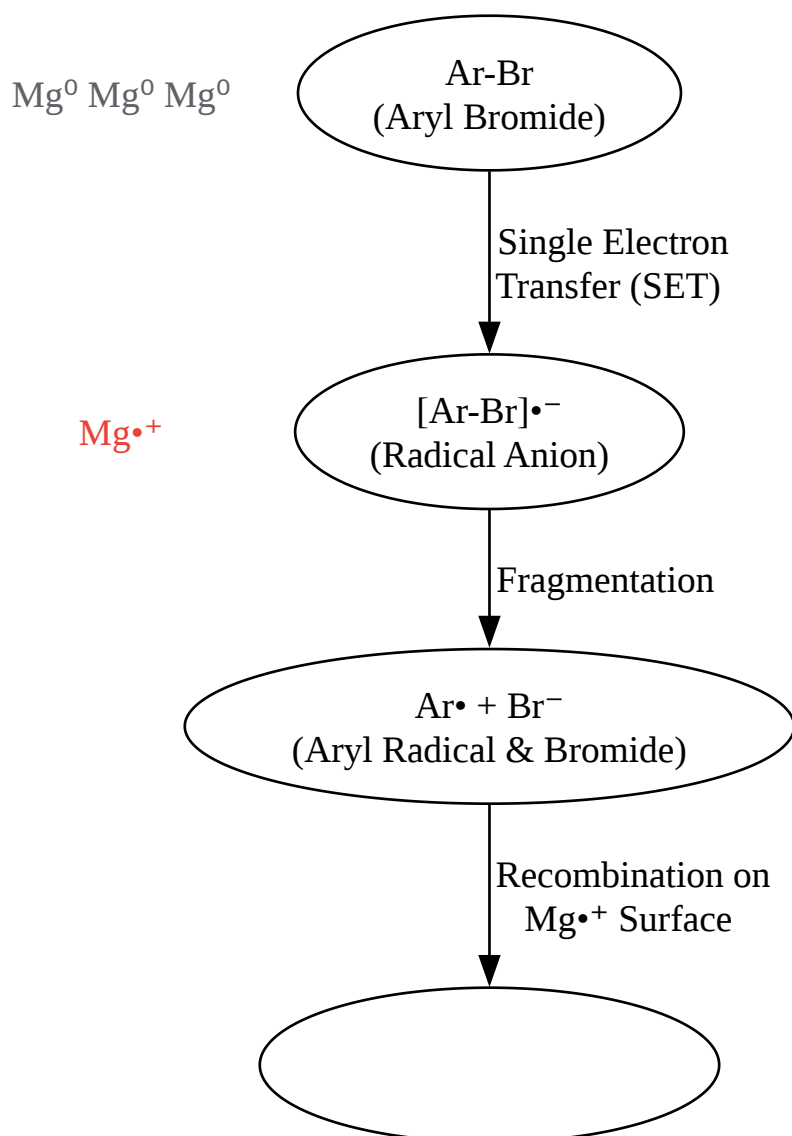 Mg⁰ Mg⁰ Mg⁰
Ar-Br
(Aryl Bromide)
Single Electron
Transfer (SET)
Mg•⁺
[Ar-Br]•⁻
(Radical Anion)
Fragmentation
Ar• + Br⁻
(Aryl Radical & Bromide)
Recombination on
Mg•⁺ Surface